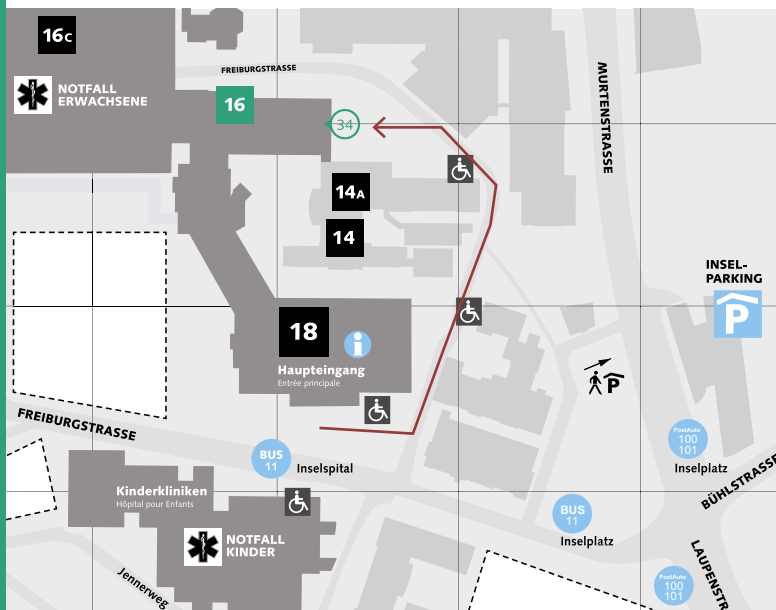 16C
NOTFALL
ERWACHSENE
FREIBURGSTRASSE
16
34
MURTENSTRASSE
14A
14
INSEL-
PARKING
P
18
i
Haupteingang
Entrée principale
P
FREIBURGSTRASSE
BUS
11
Inselspital
PostAuto
100
101
Inselplatz
BÜHLSTRASSE
Kinderkliniken
Hôpital pour Enfants
BUS
11
Inselplatz
NOTFALL
KINDER
Jennerweg
PostAuto
100
101
LAUPENSTR